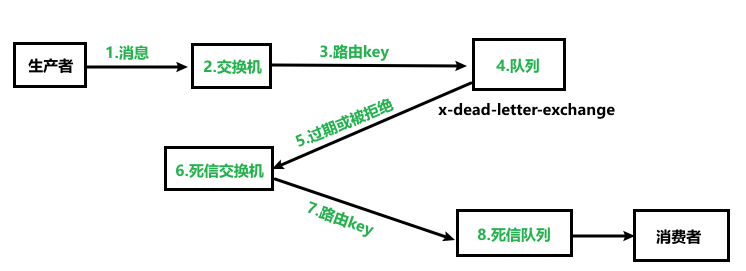 生产者
1.消息
2.交换机
3.路由key
4.队列
x-dead-letter-exchange
5.过期或被拒绝
6.死信交换机
7.路由key
8.死信队列
消费者